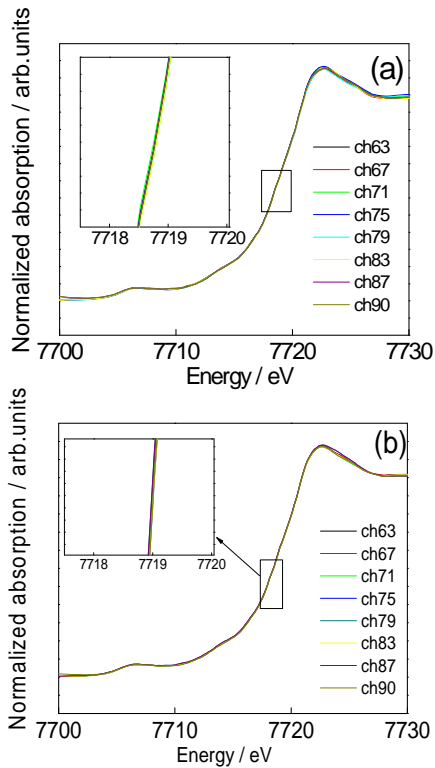 Normalized absorption / arb.units
(a)
7718 7719 7720
ch63
ch67
ch71
ch75
ch79
ch83
ch87
ch90
7700 7710 7720 7730
Energy / eV
Normalized absorption / arb.units
(b)
7718 7719 7720
ch63
ch67
ch71
ch75
ch79
ch83
ch87
ch90
7700 7710 7720 7730
Energy / eV